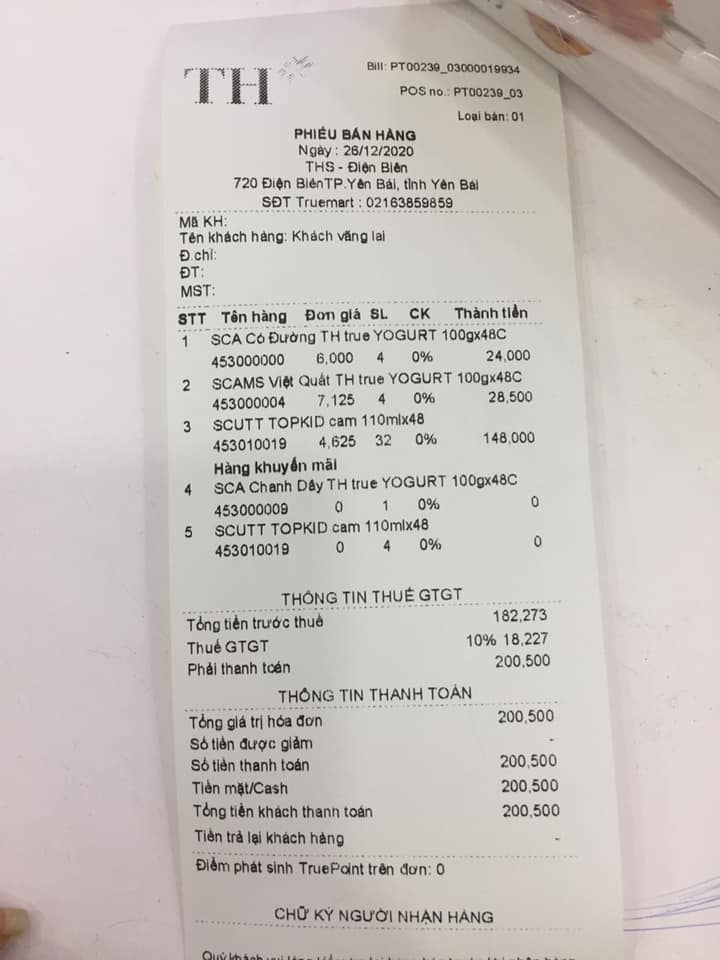 TH
Bill: PT00239_03000019934
POS no.: PT00239_03
Loại bán: 01
PHIẾU BÁN HÀNG
Ngày : 26/12/2020
THS - Điện Biên
720 Điện BiênTP.Yên Bái, tỉnh Yên Bái
SĐT Truemart : 02163859859
Mã KH:
Tên khách hàng: Khách vãng lai
Đ.chỉ:
ĐT:
MST:
STT Tên hàng Đơn giá SL CK Thành tiền
1 SCA Có Đường TH true YOGURT 100gx48C
453000000 6,000 4 0% 24,000
2 SCAMS Việt Quất TH true YOGURT 100gx48C
453000004 7,125 4 0% 28,500
3 SCUTT TOPKID cam 110mlx48
453010019 4,625 32 0% 148,000
Hàng khuyến mãi
4 SCA Chanh Dây TH true YOGURT 100gx48C
453000009 0 1 0% 0
5 SCUTT TOPKID cam 110mlx48
453010019 0 4 0% 0
THÔNG TIN THUẾ GTGT
Tổng tiền trước thuế 182,273
Thuế GTGT 10% 18,227
Phải thanh toán 200,500
THÔNG TIN THANH TOÁN
Tổng giá trị hóa đơn 200,500
Số tiền được giảm -
Số tiền thanh toán 200,500
Tiền mặt/Cash 200,500
Tổng tiền khách thanh toán 200,500
Tiền trả lại khách hàng -
Điểm phát sinh TruePoint trên đơn: 0
CHỮ KÝ NGƯỜI NHẬN HÀNG
Quý khách vui lòng